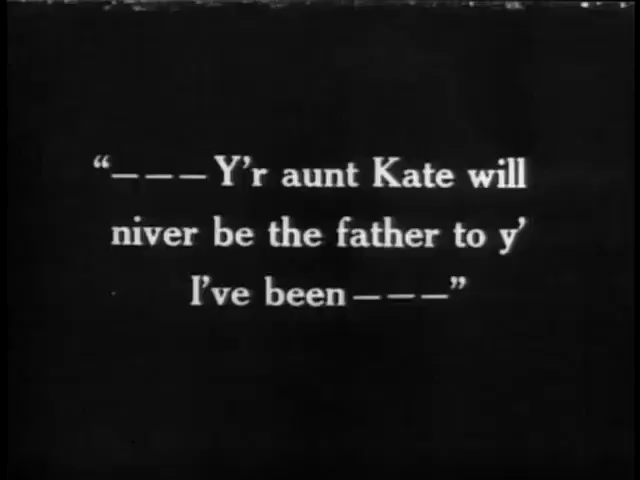 “— — — Y’r aunt Kate will
niver be the father to y’
I’ve been — — —”